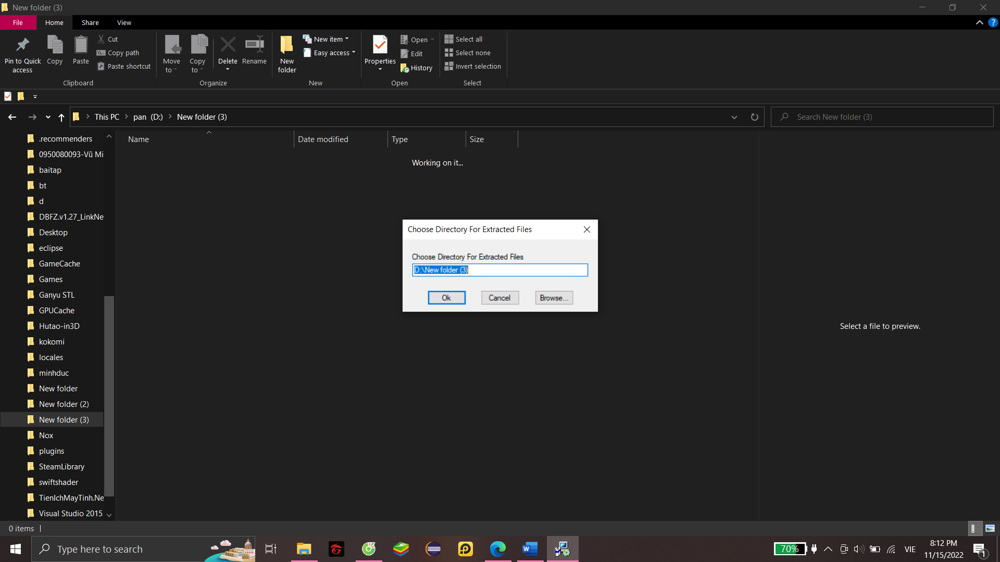 New folder (3)
File Home Share View
Pin to Quick access
Copy
Paste
Cut
Copy path
Paste shortcut
Clipboard
Move to
Copy to
Delete
Rename
Organize
New folder
New item
Easy access
New
Properties
Open
Edit
History
Open
Select all
Select none
Invert selection
Select
This PC pan (D:) New folder (3)
Search New folder (3)
Name Date modified Type Size
Working on it...
.recommenders
0950080093-Vũ Mi
baitap
bt
d
DBFZ.v1.27_LinkNe
Desktop
eclipse
GameCache
Games
Ganyu STL
GPUCache
Hutao-in3D
kokomi
locales
minhduc
New folder
New folder (2)
New folder (3)
Nox
plugins
SteamLibrary
swiftshader
TienIchMayTinh.Ne
Visual Studio 2015
Choose Directory For Extracted Files
Choose Directory For Extracted Files
D:\New folder (3)
Ok Cancel Browse...
Select a file to preview.
0 items
Type here to search
70%
VIE
8:12 PM
11/15/2022
1